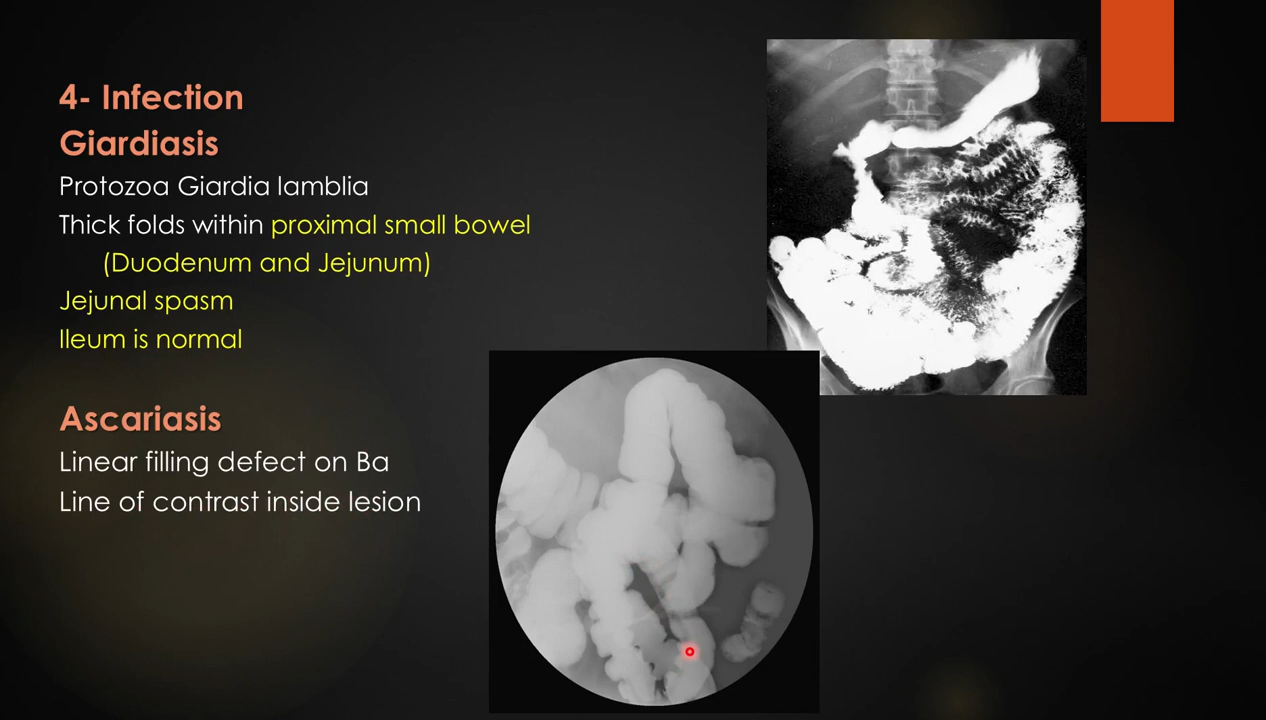 4- Infection
Giardiasis
Protozoa Giardia lamblia
Thick folds within proximal small bowel
(Duodenum and Jejunum)
Jejunal spasm
Ileum is normal
Ascariasis
Linear filling defect on Ba
Line of contrast inside lesion